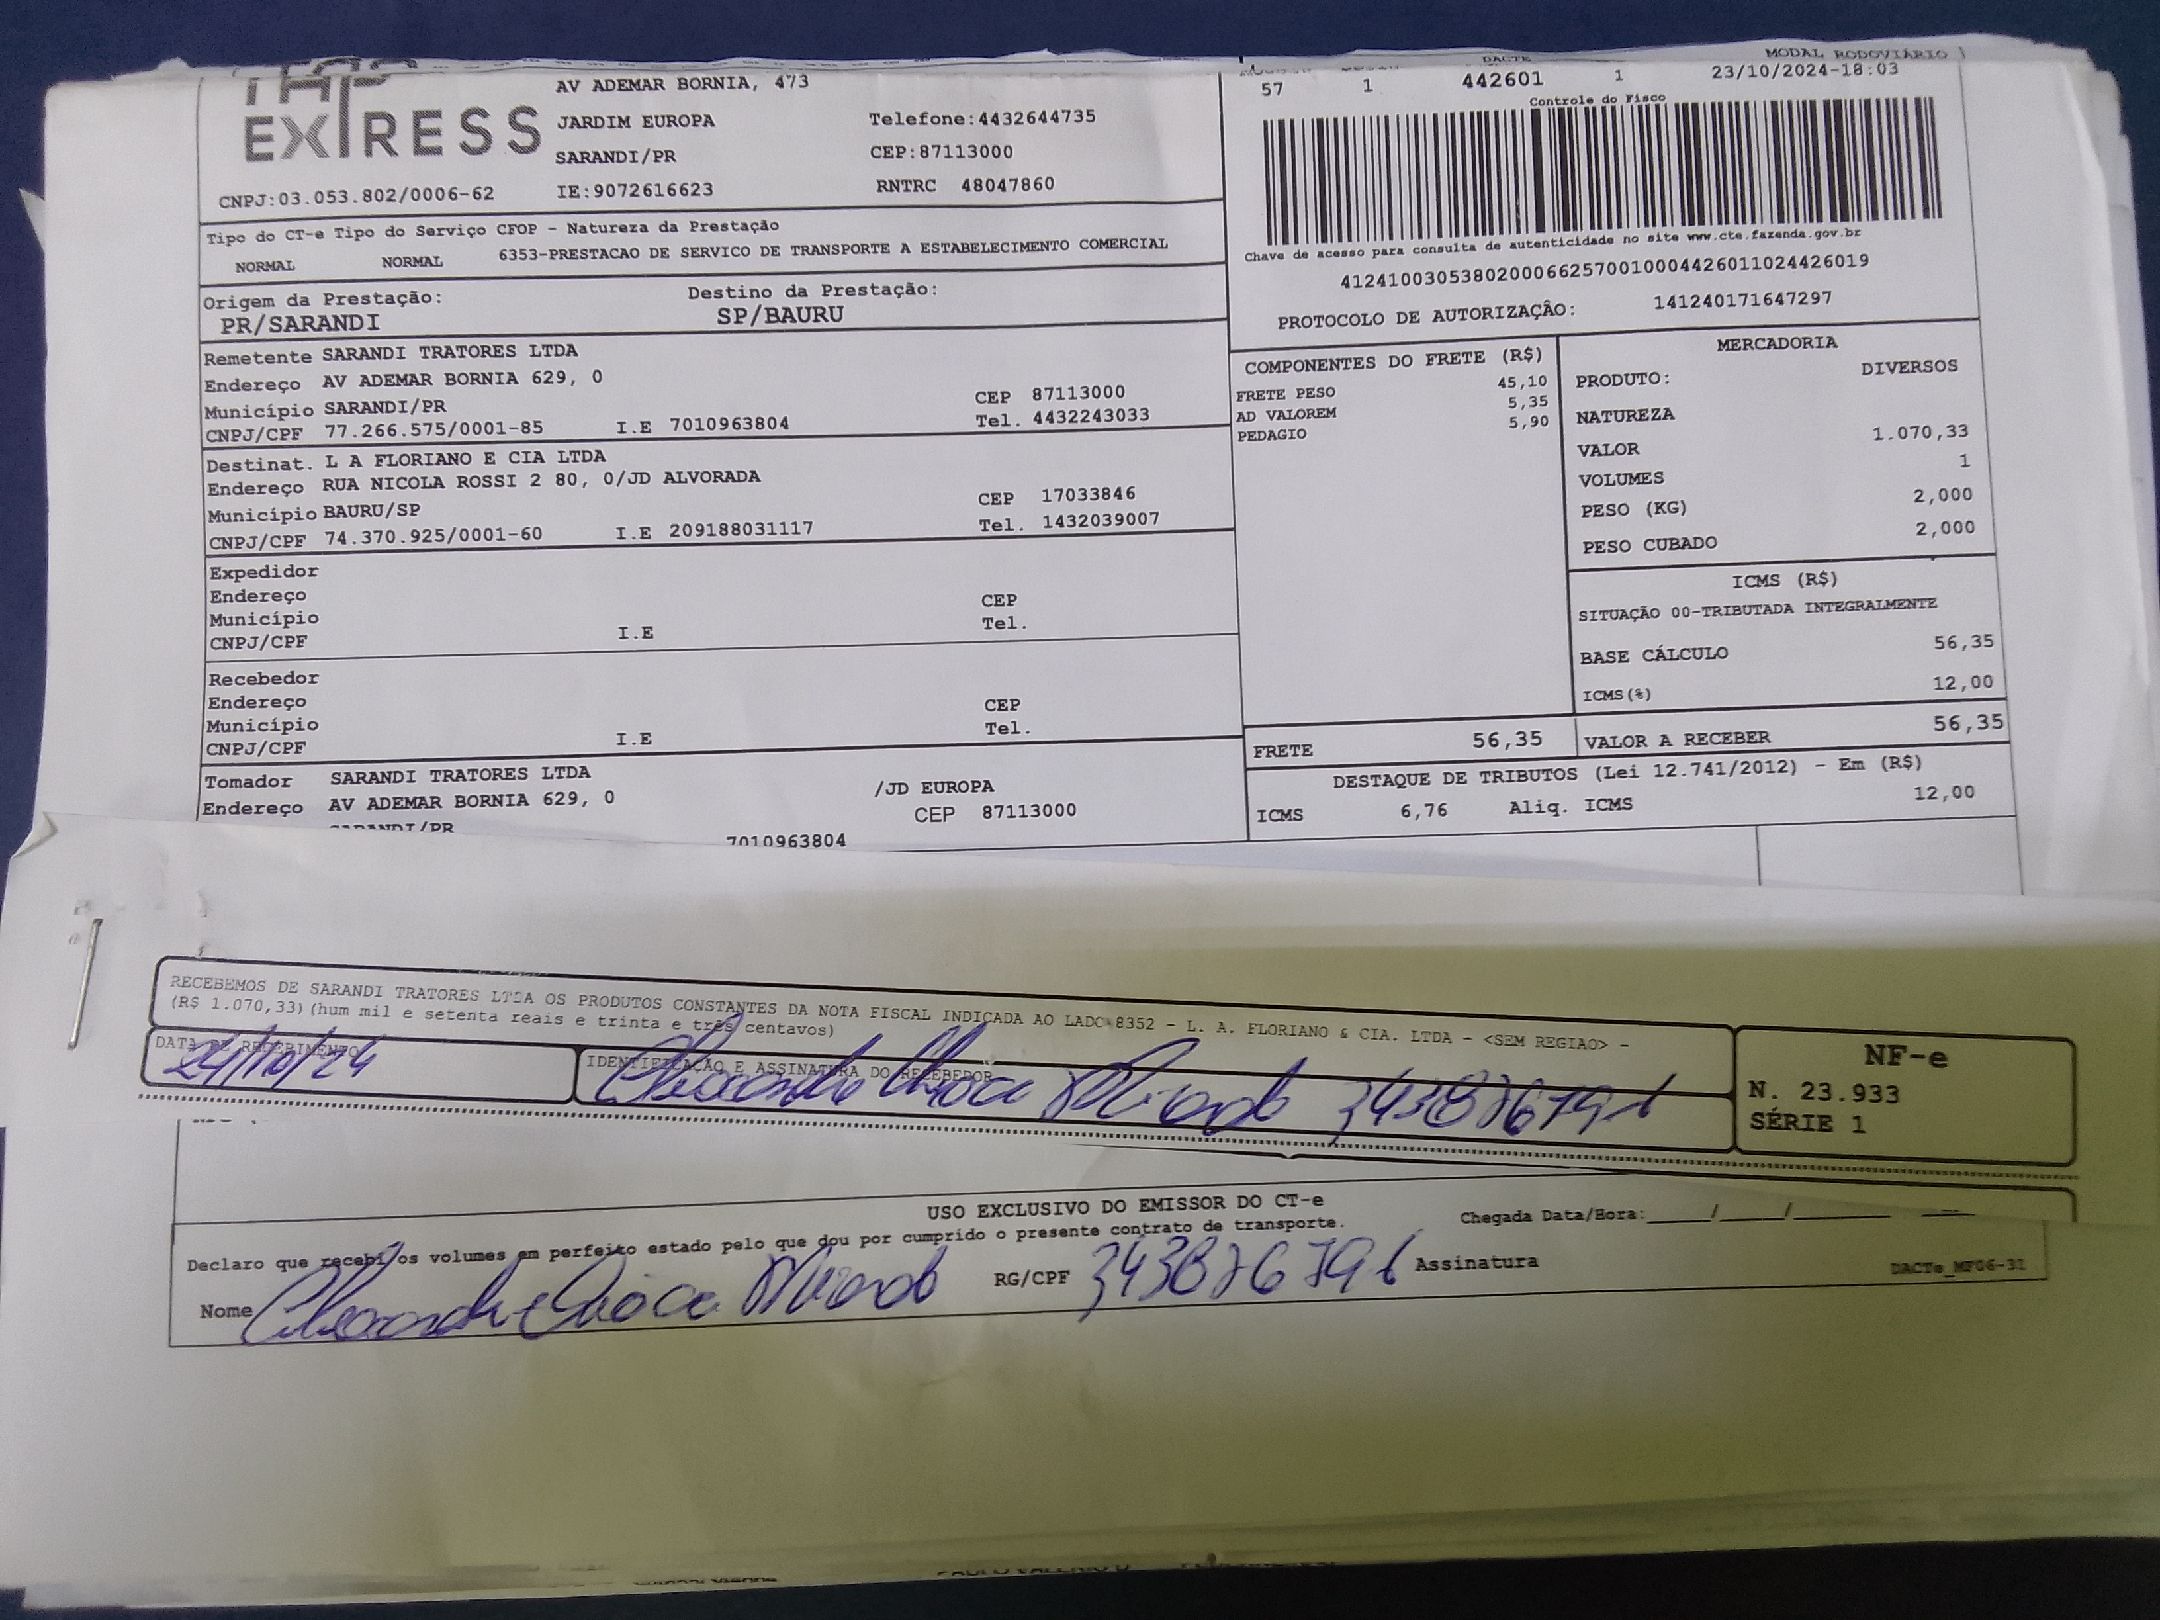 EXPRESS
AV ADEMAR BORNIA, 473
JARDIM EUROPA
Telefone:4432644735
SARANDI/PR
CEP:87113000
CNPJ:03.053.802/0006-62
IE:9072616623
RNTRC 48047860
DACTE
MODAL RODOVIÁRIO
57 1 442601 1 23/10/2024-18:03
Controle do Fisco
Chave de acesso para consulta de autenticidade no site www.cte.fazenda.gov.br
41241003053802000662570010004426011024426019
PROTOCOLO DE AUTORIZAÇÂO: 141240171647297
Tipo do CT-e Tipo do Serviço CFOP - Natureza da Prestação
NORMAL NORMAL 6353-PRESTACAO DE SERVICO DE TRANSPORTE A ESTABELECIMENTO COMERCIAL
Origem da Prestação: Destino da Prestação:
PR/SARANDI SP/BAURU
Remetente SARANDI TRATORES LTDA
Endereço AV ADEMAR BORNIA 629, 0
Município SARANDI/PR CEP 87113000
CNPJ/CPF 77.266.575/0001-85 I.E 7010963804 Tel. 4432243033
Destinat. L A FLORIANO E CIA LTDA
Endereço RUA NICOLA ROSSI 2 80, 0/JD ALVORADA
Município BAURU/SP CEP 17033846
CNPJ/CPF 74.370.925/0001-60 I.E 209188031117 Tel. 1432039007
Expedidor
Endereço
Município CEP
CNPJ/CPF I.E Tel.
Recebedor
Endereço
Município CEP
CNPJ/CPF I.E Tel.
Tomador SARANDI TRATORES LTDA
Endereço AV ADEMAR BORNIA 629, 0 /JD EUROPA
SARANDI/PR CEP 87113000
7010963804
COMPONENTES DO FRETE (R$)
FRETE PESO 45,10
AD VALOREM 5,35
PEDAGIO 5,90
MERCADORIA
PRODUTO: DIVERSOS
NATUREZA
VALOR 1.070,33
VOLUMES 1
PESO (KG) 2,000
PESO CUBADO 2,000
ICMS (R$)
SITUAÇÃO 00-TRIBUTADA INTEGRALMENTE
BASE CÁLCULO 56,35
ICMS(%) 12,00
FRETE 56,35 VALOR A RECEBER 56,35
DESTAQUE DE TRIBUTOS (Lei 12.741/2012) - Em (R$)
ICMS 6,76 Aliq. ICMS 12,00
RECEBEMOS DE SARANDI TRATORES LTDA OS PRODUTOS CONSTANTES DA NOTA FISCAL INDICADA AO LADO 8352 - L. A. FLORIANO & CIA. LTDA - <SEM REGIAO> -
(R$ 1.070,33)(hum mil e setenta reais e trinta e três centavos)
DATA DE RECEBIMENTO
24/10/24
IDENTIFICAÇÃO E ASSINATURA DO RECEBEDOR
NF-e
N. 23.933
SÉRIE 1
USO EXCLUSIVO DO EMISSOR DO CT-e
Declaro que recebi os volumes em perfeito estado pelo que dou por cumprido o presente contrato de transporte.
Chegada Data/Hora: / /
Nome
RG/CPF
Assinatura
DACTe_MF06-31